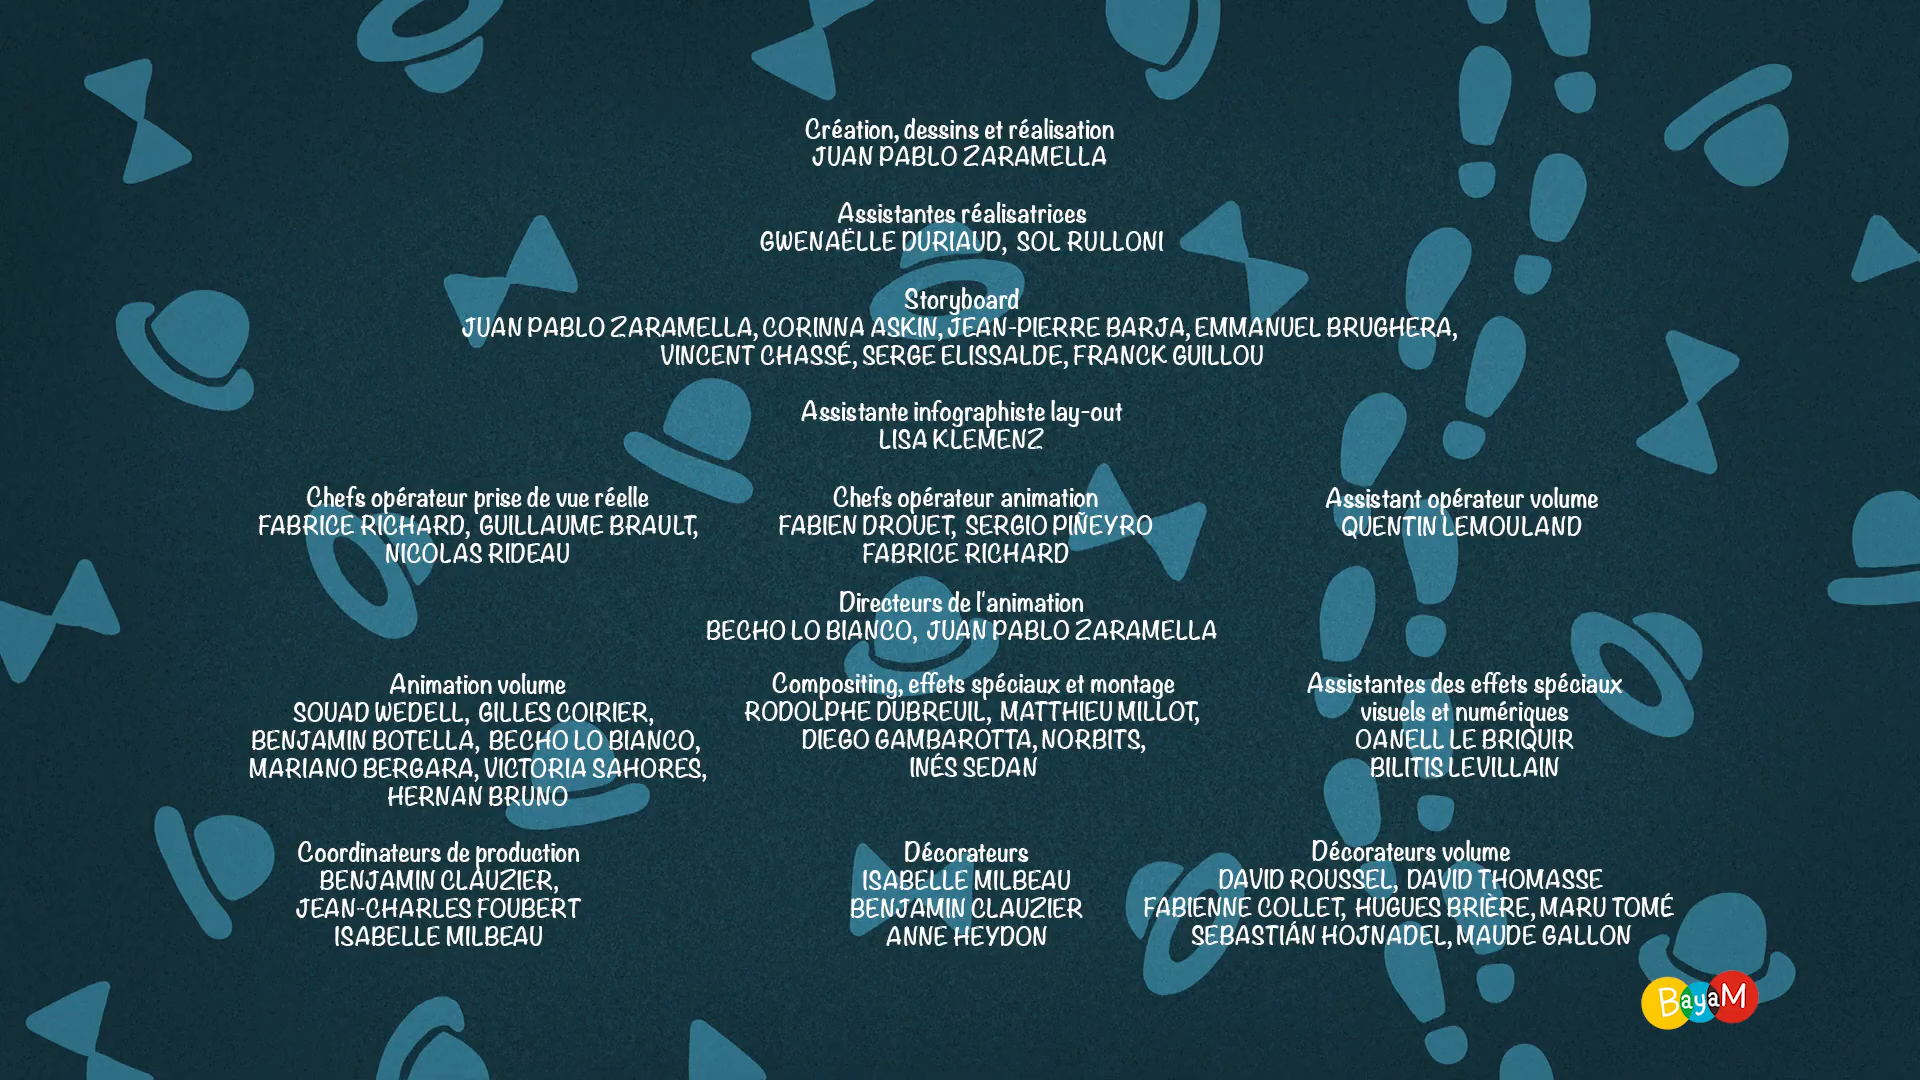 Création, dessins et réalisation
JUAN PABLO ZARAMELLA
Assistantes réalisatrices
GWENAËLLE DURIAUD, SOL RULLONI
Storyboard
JUAN PABLO ZARAMELLA, CORINNA ASKIN, JEAN-PIERRE BARJA, EMMANUEL BRUGHERA,
VINCENT CHASSÉ, SERGE ELISSALDE, FRANCK GUILLOU
Assistante infographiste lay-out
LISA KLEMENZ
Chefs opérateur prise de vue réelle
FABRICE RICHARD, GUILLAUME BRAULT,
NICOLAS RIDEAU
Chefs opérateur animation
FABIEN DROUET, SERGIO PIÑEYRO
FABRICE RICHARD
Assistant opérateur volume
QUENTIN LEMOULAND
Directeurs de l'animation
BECHO LO BIANCO, JUAN PABLO ZARAMELLA
Animation volume
SOUAD WEDELL, GILLES COIRIER,
BENJAMIN BOTELLA, BECHO LO BIANCO,
MARIANO BERGARA, VICTORIA SAHORES,
HERNAN BRUNO
Compositing, effets spéciaux et montage
RODOLPHE DUBREUIL, MATTHIEU MILLOT,
DIEGO GAMBAROTTA, NORBITS,
INÉS SEDAN
Assistantes des effets spéciaux
visuels et numériques
OANELL LE BRIQUIR
BILITIS LEVILLAIN
Coordinateurs de production
BENJAMIN CLAUZIER,
JEAN-CHARLES FOUBERT
ISABELLE MILBEAU
Décorateurs
ISABELLE MILBEAU
BENJAMIN CLAUZIER
ANNE HEYDON
Décorateurs volume
DAVID ROUSSEL, DAVID THOMASSE
FABIENNE COLLET, HUGUES BRIÈRE, MARU TOMÉ
SEBASTIÁN HOJNADEL, MAUDE GALLON
BayaM